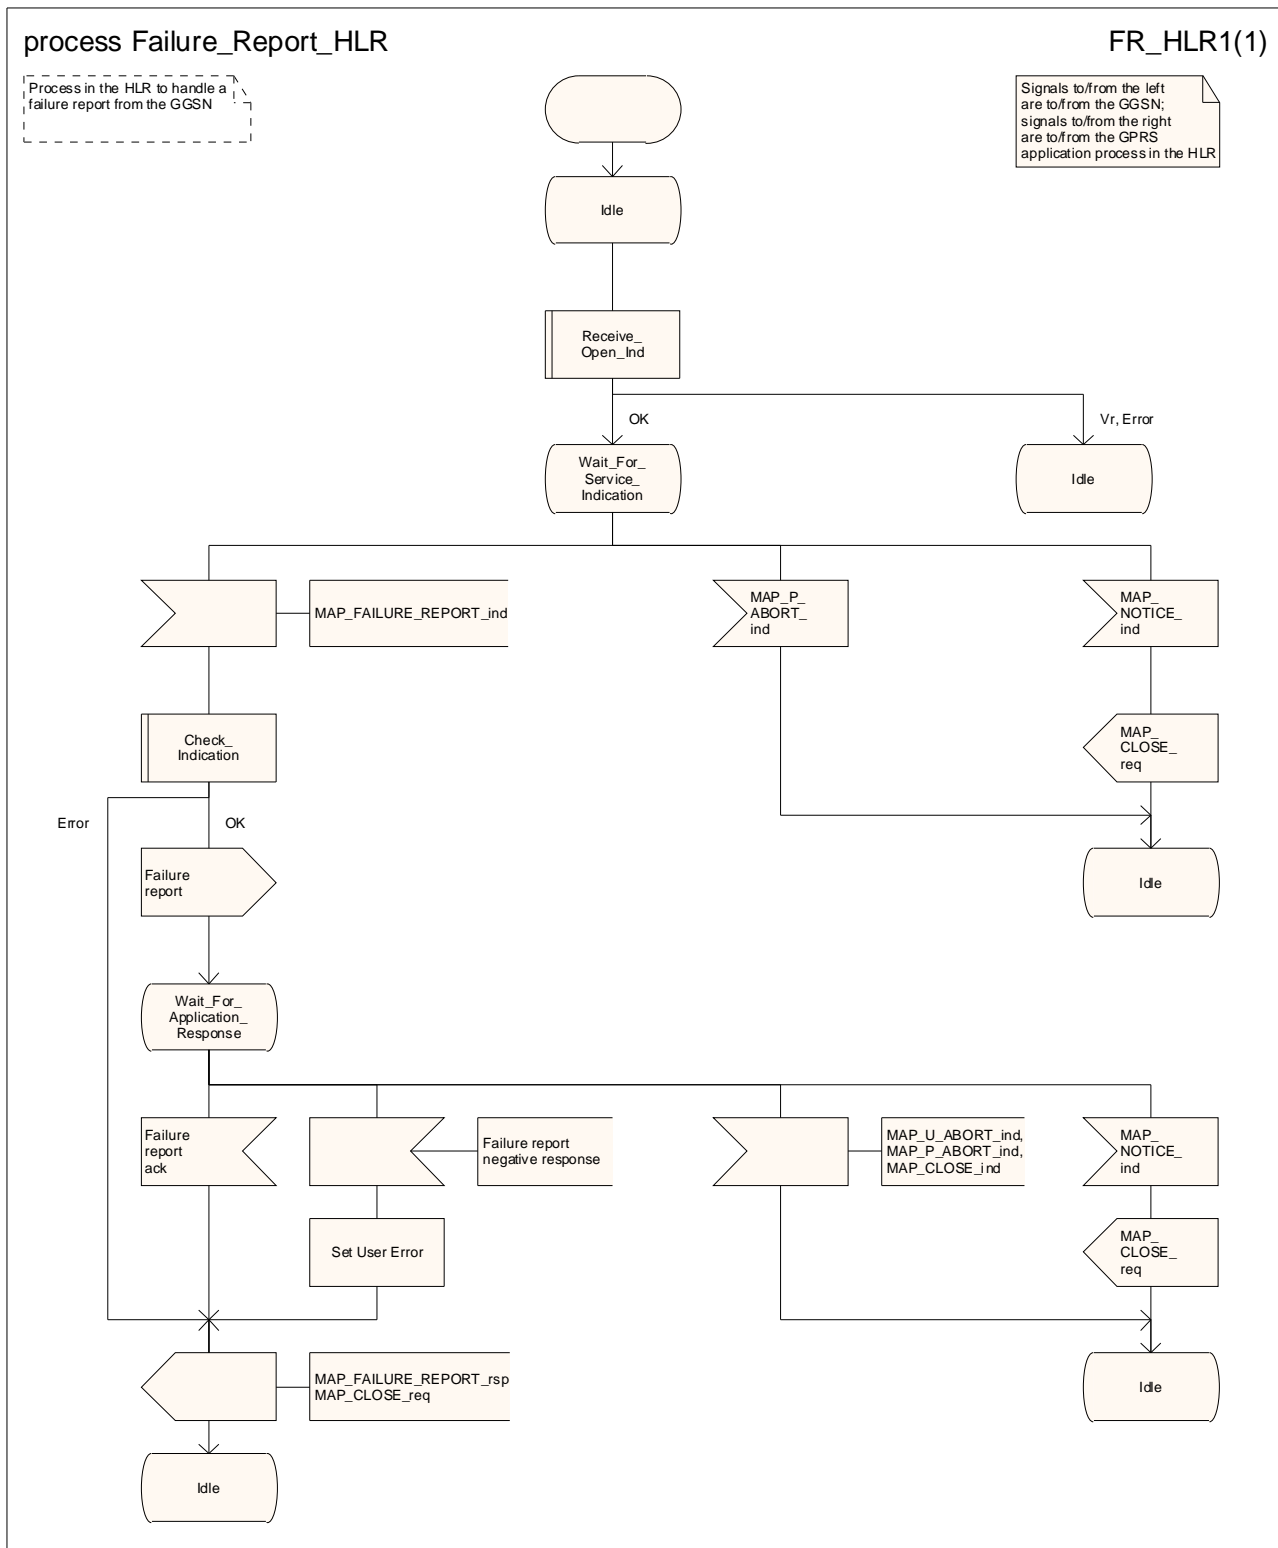 process Failure_Report_HLR
FR_HLR1(1)
Process in the HLR to handle a
failure report from the GGSN
Signals to/from the left
are to/from the GGSN;
signals to/from the right
are to/from the GPRS
application process in the HLR
Idle
Receive_
Open_Ind
OK
Vr, Error
Wait_For_
Service_
Indication
Idle
MAP_FAILURE_REPORT_ind
MAP_P_
ABORT_
ind
MAP_
NOTICE_
ind
Check_
Indication
MAP_
CLOSE_
req
Error
OK
Failure
report
Idle
Wait_For_
Application_
Response
Failure
report
ack
Failure report
negative response
MAP_U_ABORT_ind,
MAP_P_ABORT_ind,
MAP_CLOSE_ind
MAP_
NOTICE_
ind
Set User Error
MAP_
CLOSE_
req
MAP_FAILURE_REPORT_rsp
MAP_CLOSE_req
Idle
Idle